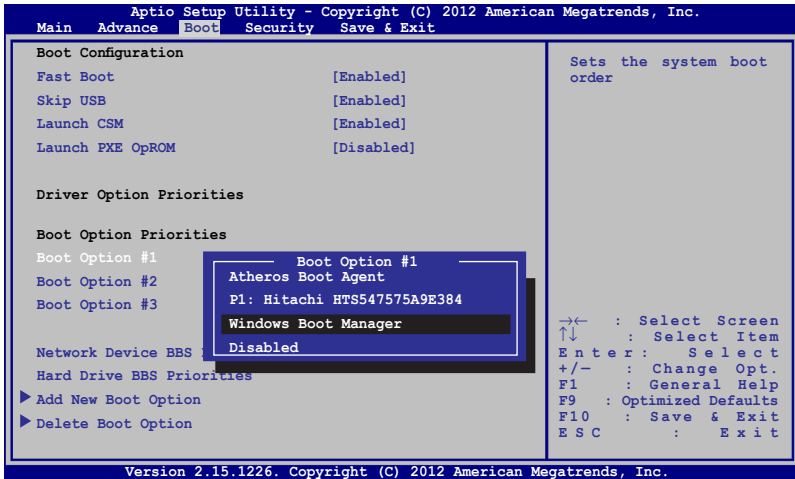 Aptio Setup Utility - Copyright (C) 2012 American Megatrends, Inc.
Main Advance Boot Security Save & Exit
Boot Configuration
Fast Boot [Enabled]
Skip USB [Enabled]
Launch CSM [Enabled]
Launch PXE OpROM [Disabled]
Driver Option Priorities
Boot Option Priorities
Boot Option #1
Boot Option #2
Boot Option #3
Network Device BBS
Hard Drive BBS Priorities
Add New Boot Option
Delete Boot Option
Boot Option #1
Atheros Boot Agent
P1: Hitachi HTS547575A9E384
Windows Boot Manager
Disabled
Sets the system boot
order
→← : Select Screen
↑↓ : Select Item
Enter: Select
+/— : Change Opt.
F1 : General Help
F9 : Optimized Defaults
F10 : Save & Exit
ESC : Exit
Version 2.15.1226. Copyright (C) 2012 American Megatrends, Inc.